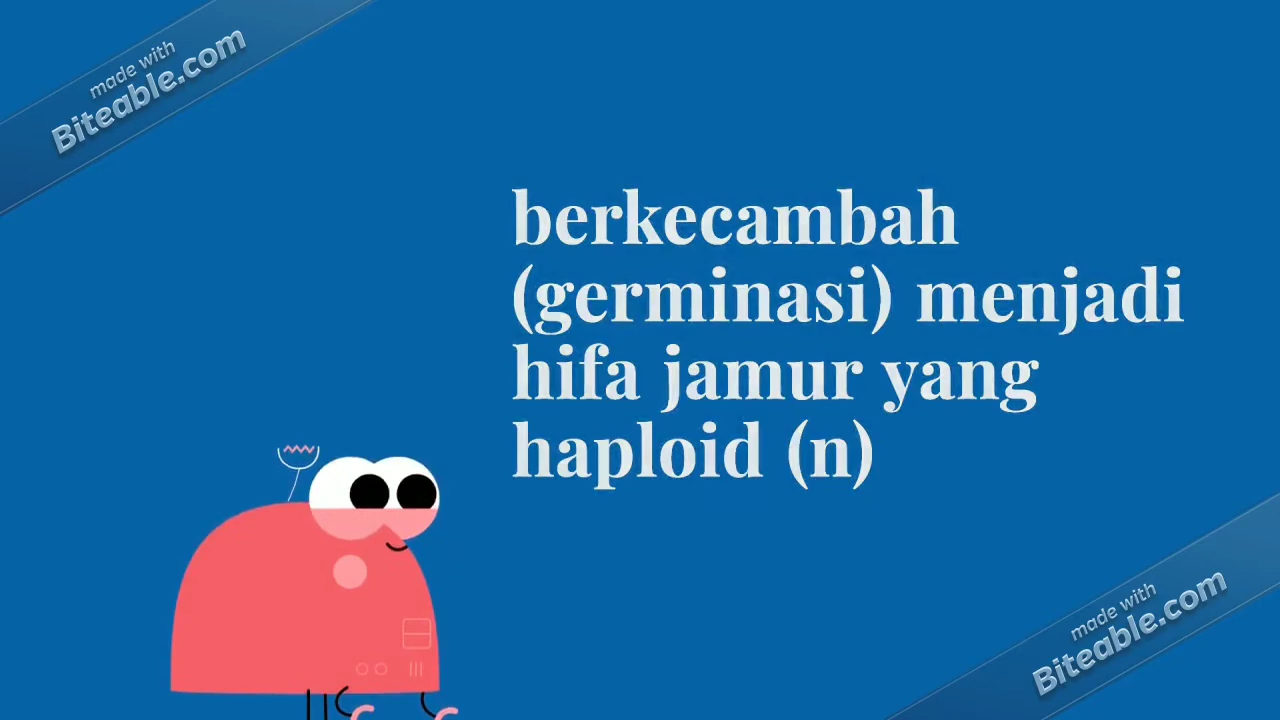 made with
Biteable.com
berkecambah
(germinasi) menjadi
hifa jamur yang
haploid (n)
made with
Biteable.com